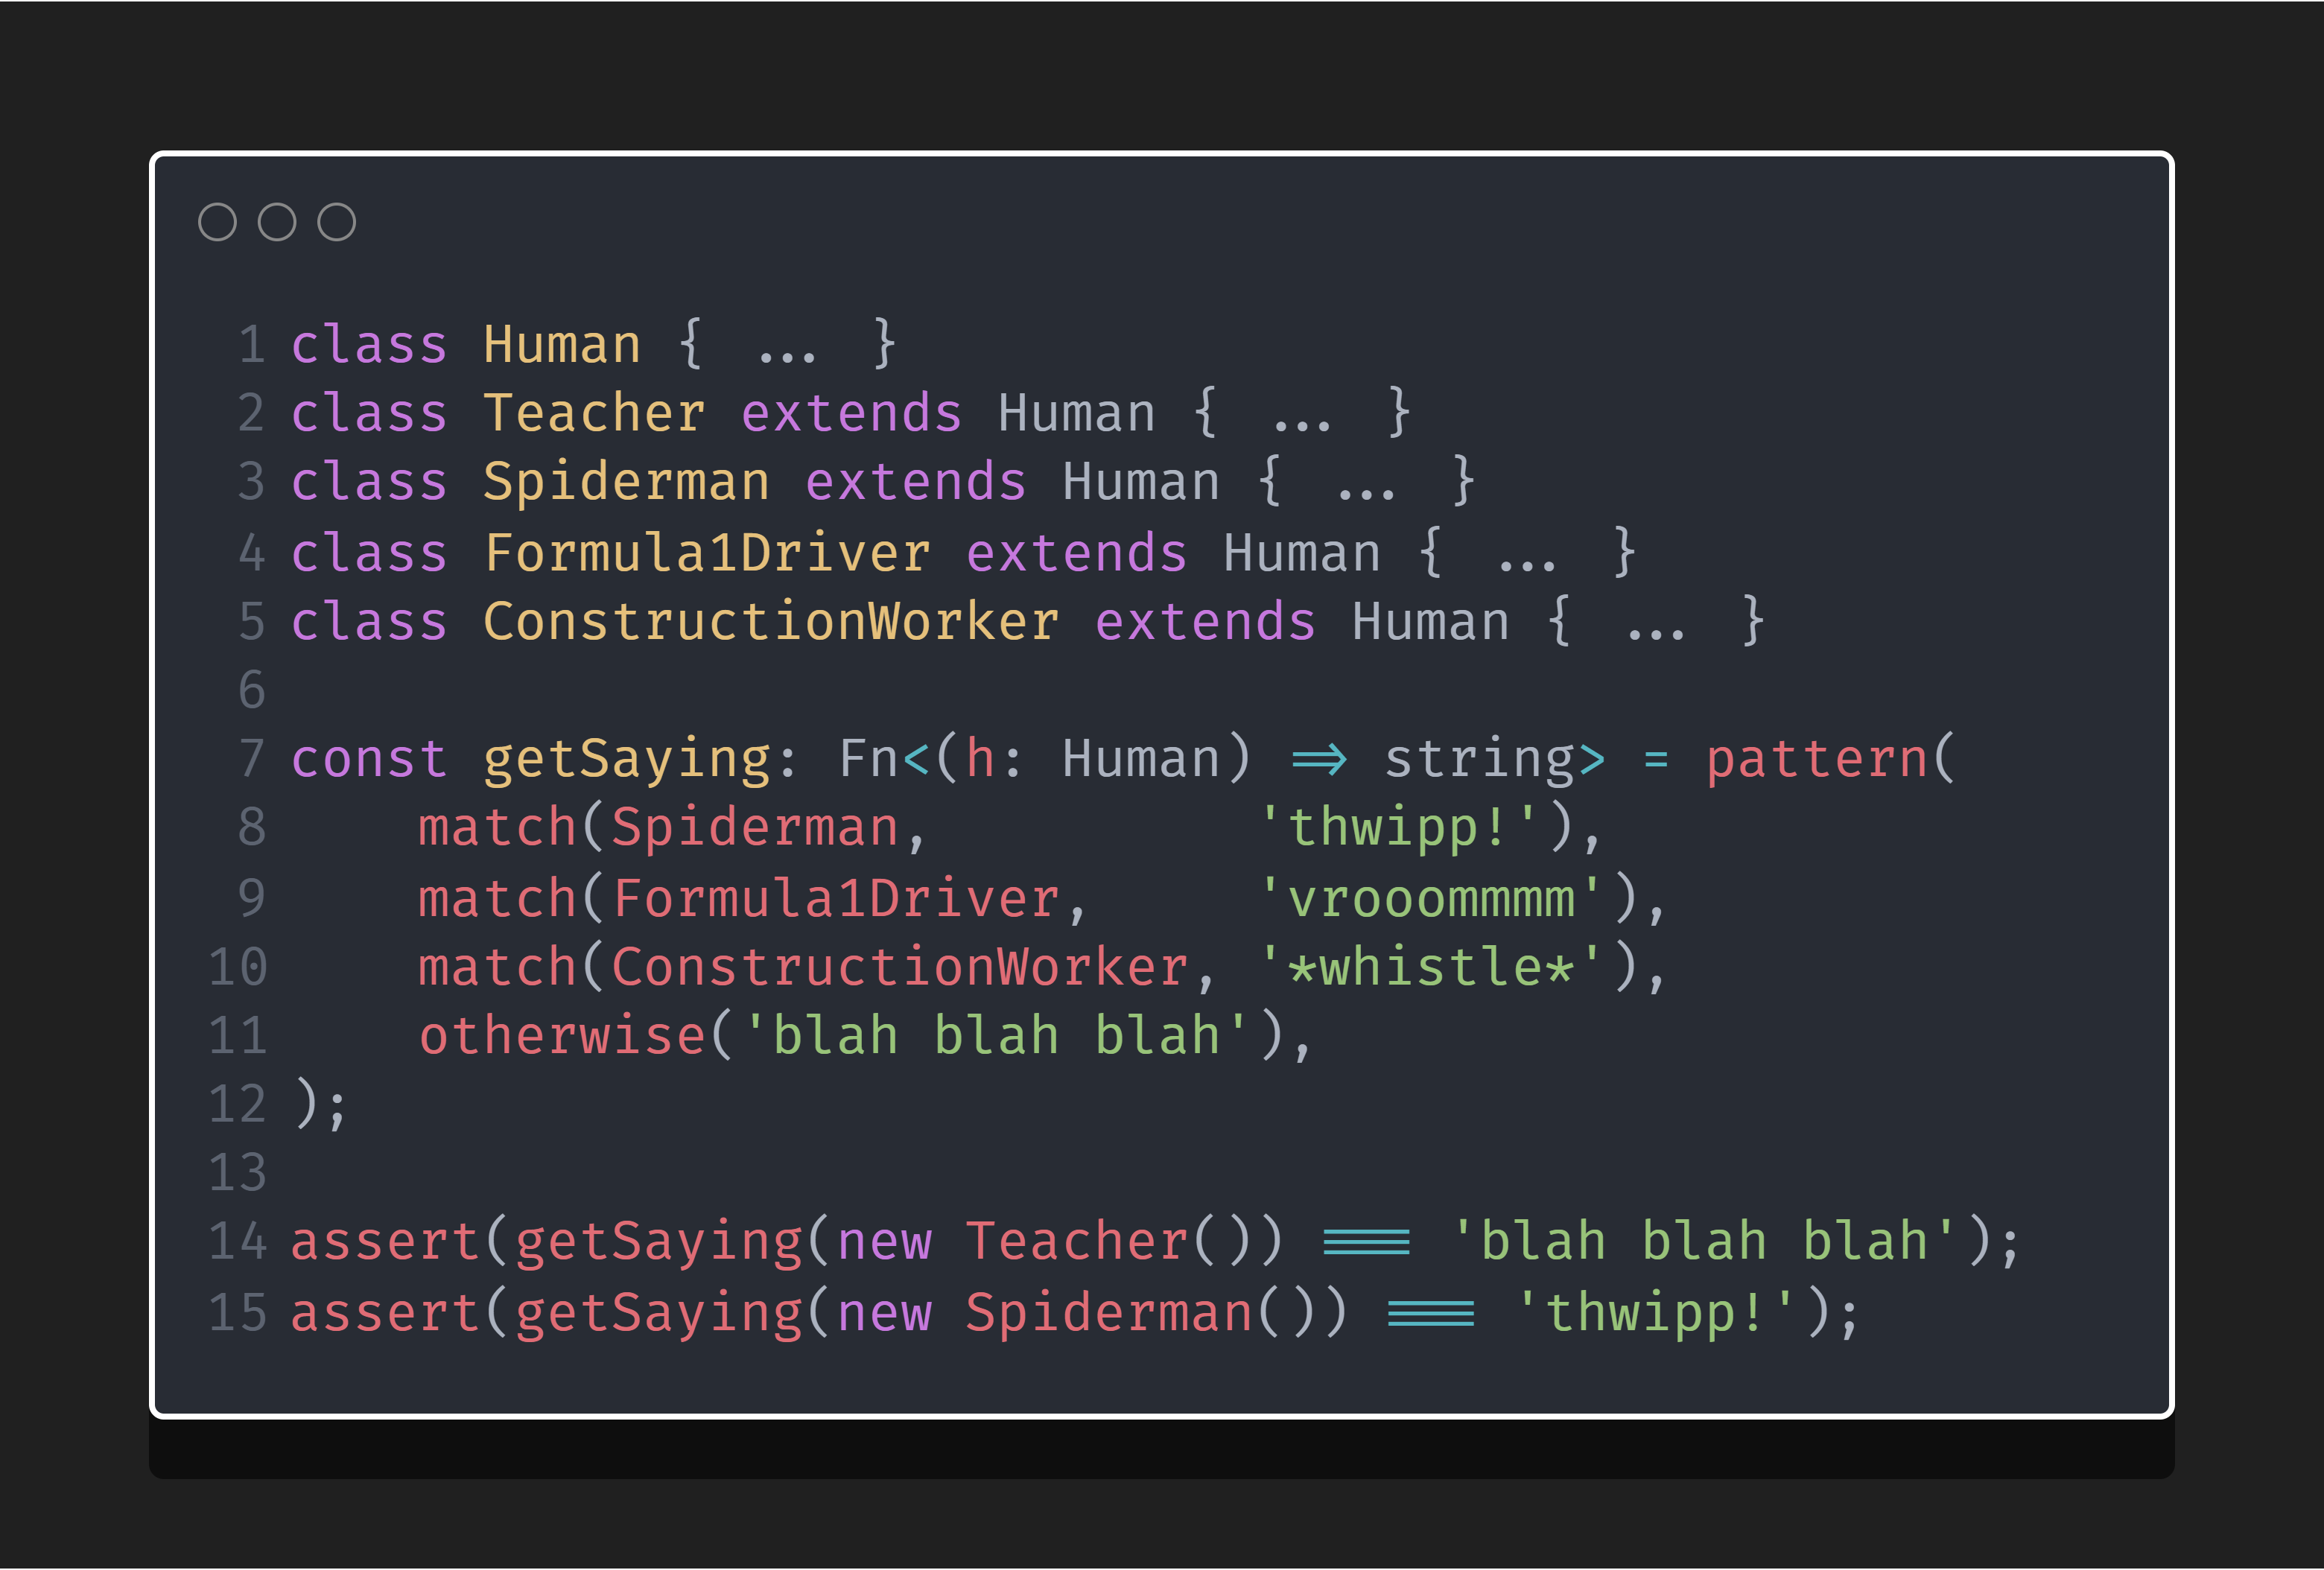 1 class Human { ... }
2 class Teacher extends Human { ... }
3 class Spiderman extends Human { ... }
4 class Formula1Driver extends Human { ... }
5 class ConstructionWorker extends Human { ... }
6
7 const getSaying: Fn<(h: Human) => string> = pattern(
8     match(Spiderman,          'thwipp!'),
9     match(Formula1Driver,     'vrooommmm'),
10     match(ConstructionWorker, '*whistle*'),
11     otherwise('blah blah blah'),
12 );
13
14 assert(getSaying(new Teacher()) === 'blah blah blah');
15 assert(getSaying(new Spiderman()) === 'thwipp!');